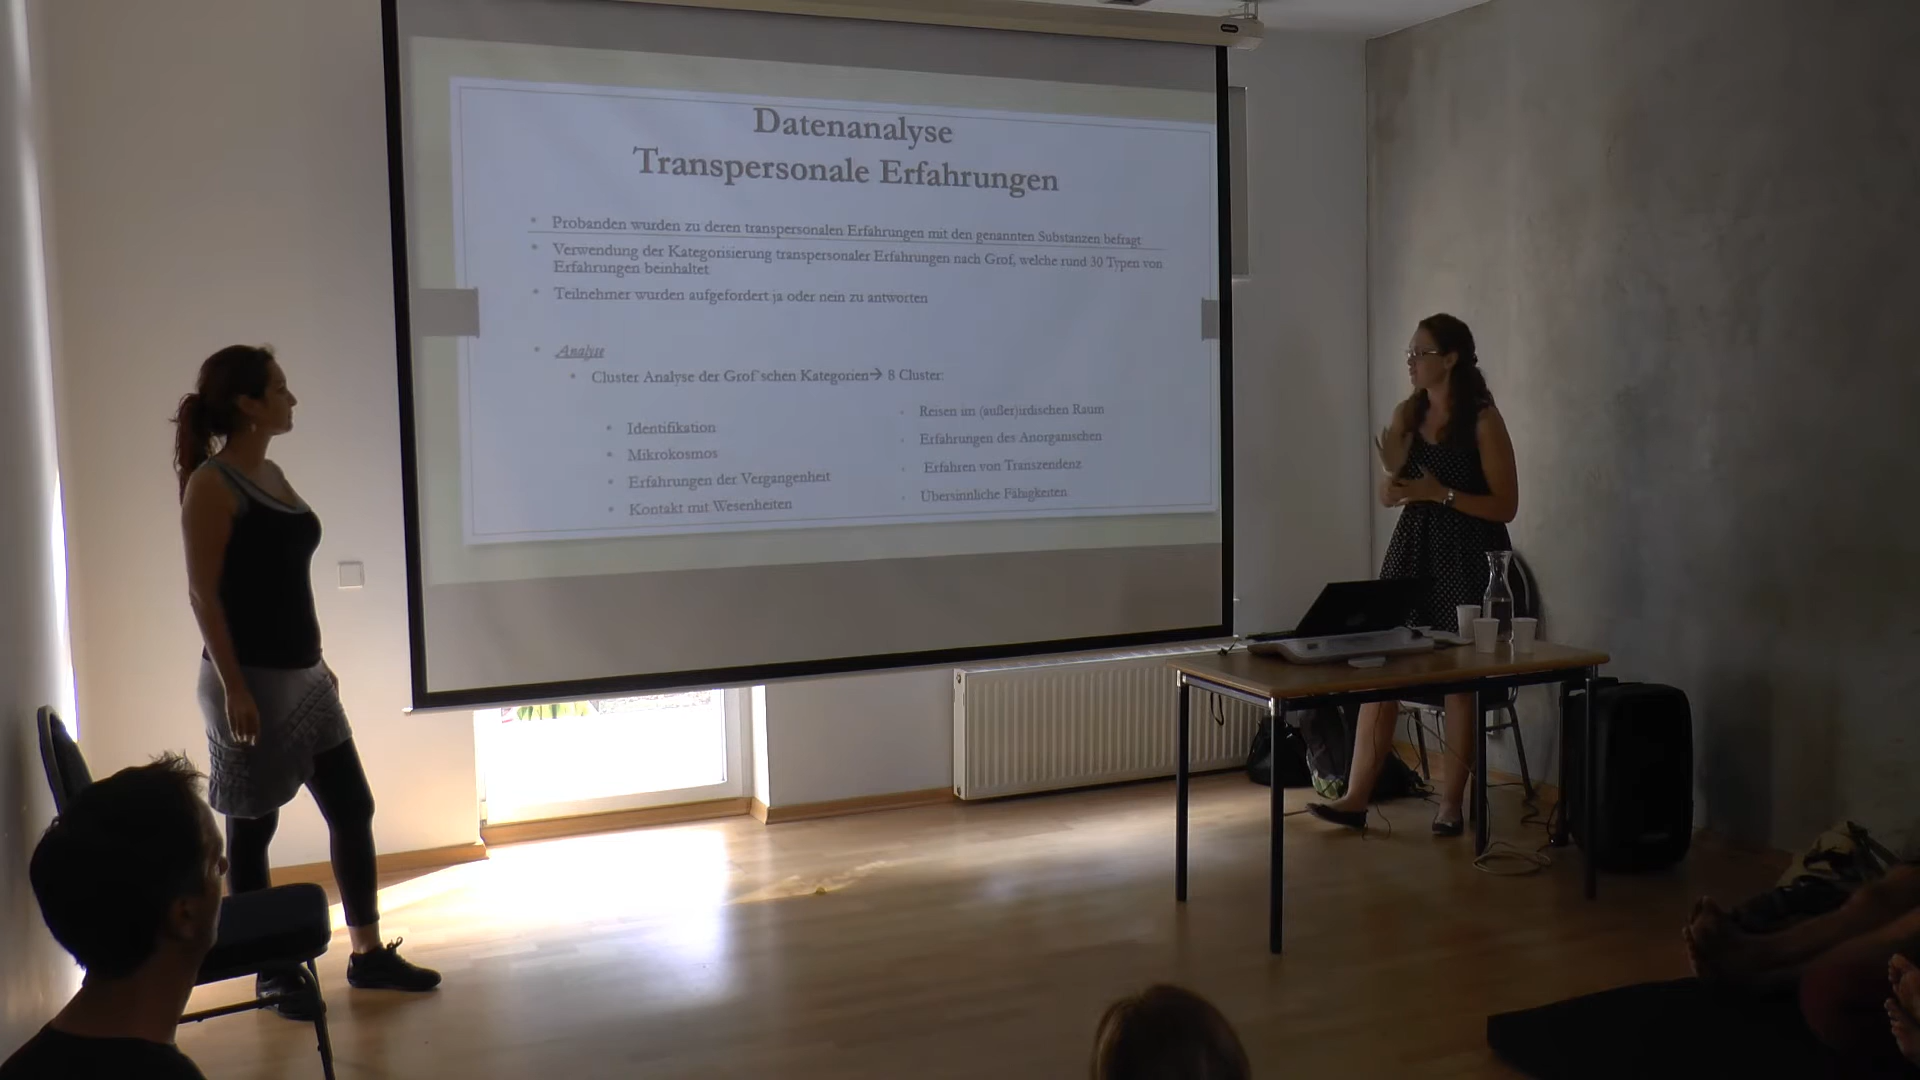 Datenanalyse
Transpersonale Erfahrungen
Probanden wurden zu deren transpersonalen Erfahrungen mit den genannten Substanzen befragt
Verwendung der Kategorisierung transpersonaler Erfahrungen nach Grof, welche rund 30 Typen von
Erfahrungen beinhaltet
Teilnehmer wurden aufgefordert ja oder nein zu antworten
Analyse
Cluster Analyse der Grof´schen Kategorien→ 8 Cluster:
Identifikation
Mikrokosmos
Erfahrungen der Vergangenheit
Kontakt mit Wesenheiten
Reisen im (außer)irdischen Raum
Erfahrungen des Anorganischen
Erfahren von Transzendenz
Übersinnliche Fähigkeiten